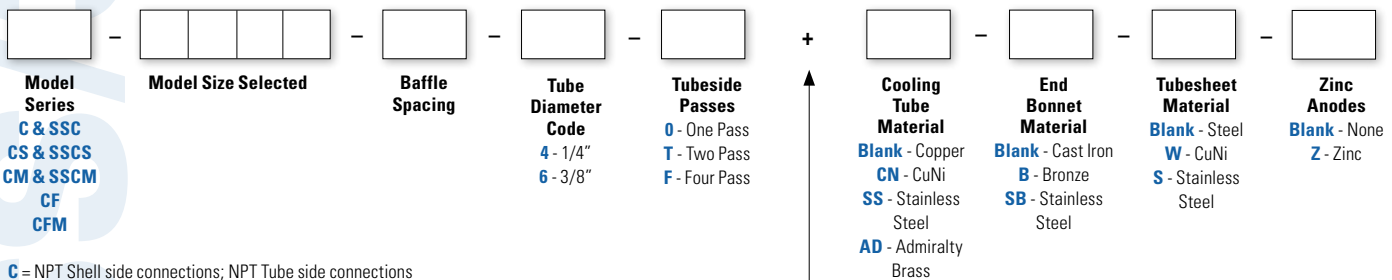 – – – – + – – –
Model Series
C & SSC
CS & SSCS
CM & SSCM
CF
CFM
Model Size Selected
Baffle
Spacing
Tube
Diameter
Code
4 - 1/4”
6 - 3/8”
Tubeside
Passes
0 - One Pass
T - Two Pass
F - Four Pass
Cooling
Tube
Material
Blank - Copper
CN - CuNi
SS - Stainless
Steel
AD - Admiralty
Brass
End
Bonnet
Material
Blank - Cast Iron
B - Bronze
SB - Stainless
Steel
Tubesheet
Material
Blank - Steel
W - CuNi
S - Stainless
Steel
Zinc
Anodes
Blank - None
Z - Zinc
C = NPT Shell side connections; NPT Tube side connections